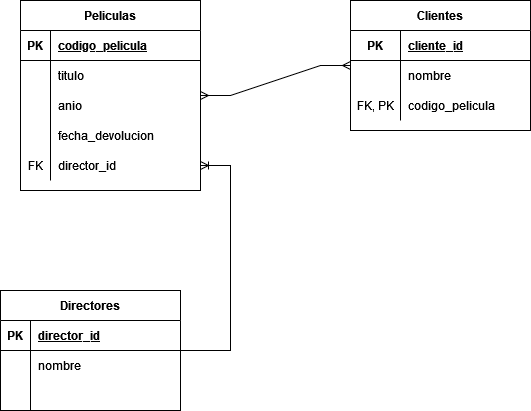 Peliculas
PK codigo_pelicula
titulo
anio
fecha_devolucion
FK director_id
Clientes
PK cliente_id
nombre
FK, PK codigo_pelicula
Directores
PK director_id
nombre